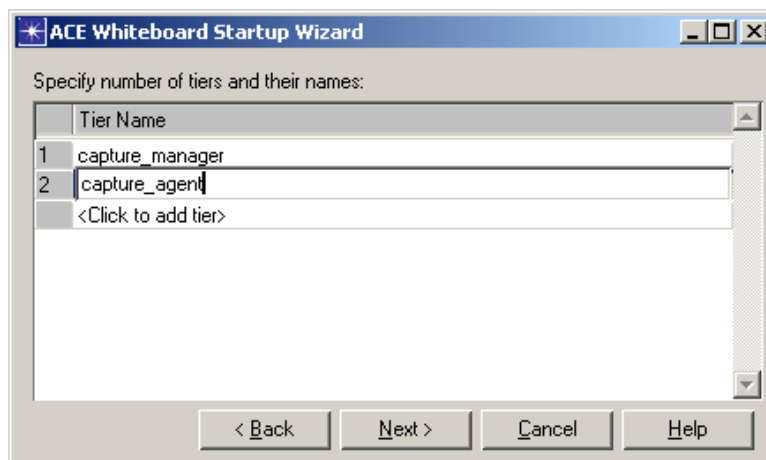 ACE Whiteboard Startup Wizard
Specify number of tiers and their names:
Tier Name
1 capture_manager
2 capture_agent
<Click to add tier>
< Back Next > Cancel Help